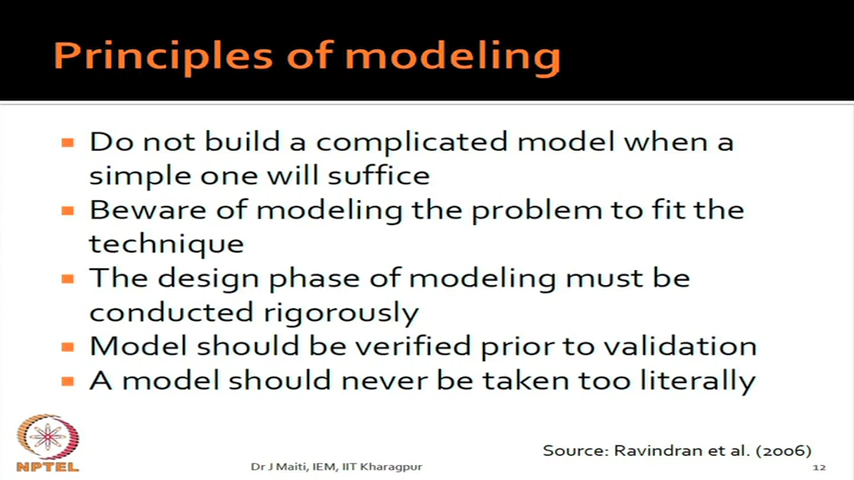 Principles of modeling
Do not build a complicated model when a
simple one will suffice
Beware of modeling the problem to fit the
technique
The design phase of modeling must be
conducted rigorously
Model should be verified prior to validation
A model should never be taken too literally
Source: Ravindran et al. (2006)
NPTEL
Dr J Maiti, IEM, IIT Kharagpur
12